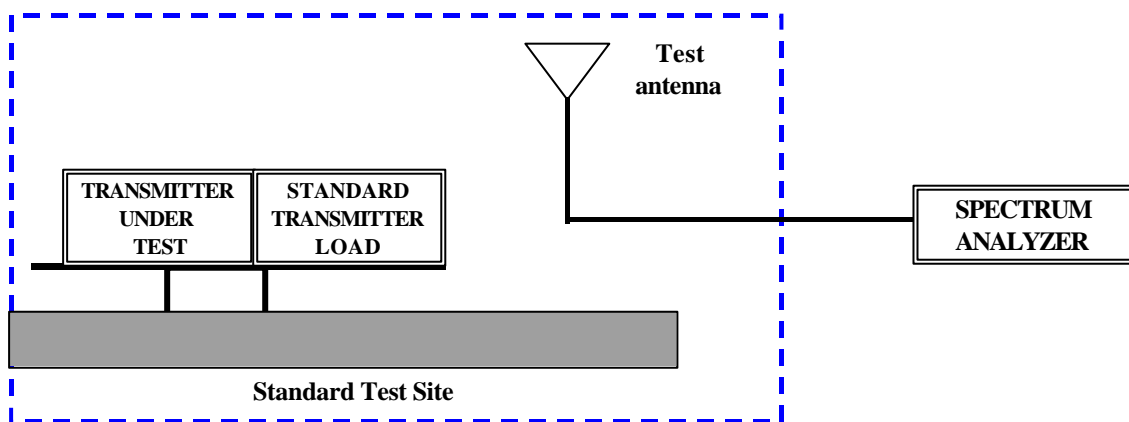 Test
antenna
TRANSMITTER
UNDER
TEST
STANDARD
TRANSMITTER
LOAD
SPECTRUM
ANALYZER
Standard Test Site